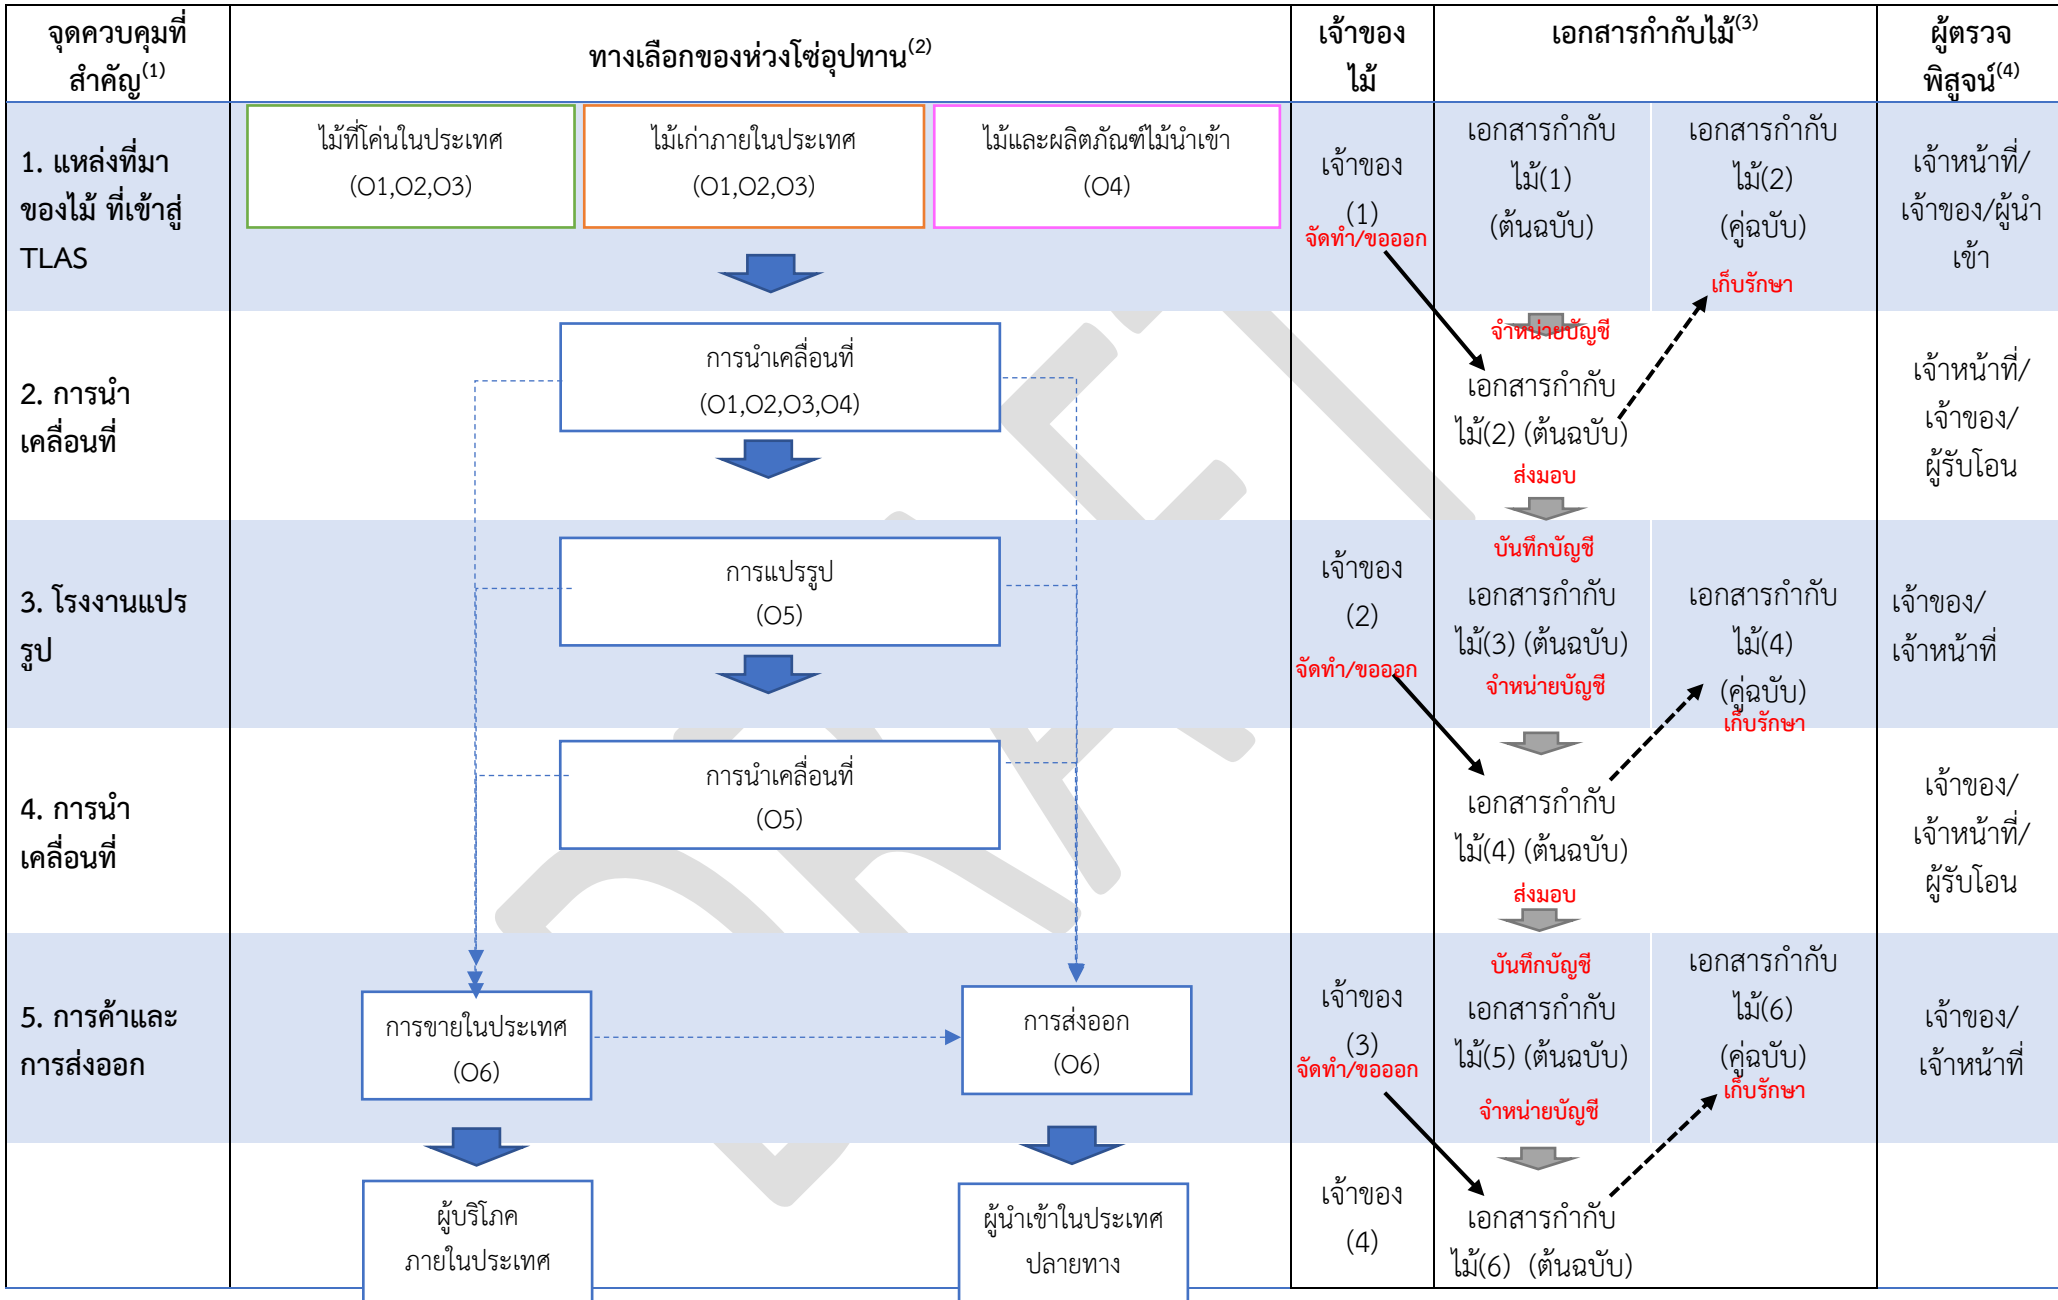 จุดควบคุมที่
สำคัญ(1)
ทางเลือกของห่วงโซ่อุปทาน(2)
เจ้าของ
ไม้
เอกสารกำกับไม้(3)
ผู้ตรวจ
พิสูจน์(4)
1. แหล่งที่มา
ของไม้ ที่เข้าสู่
TLAS
ไม้ที่โค่นในประเทศ
(O1,O2,O3)
ไม้เก่าภายในประเทศ
(O1,O2,O3)
ไม้และผลิตภัณฑ์ไม้นำเข้า
(O4)
เจ้าของ
(1)
จัดทำ/ขอออก
เอกสารกำกับ
ไม้(1)
(ต้นฉบับ)
เอกสารกำกับ
ไม้(2)
(คู่ฉบับ)
เก็บรักษา
เจ้าหน้าที่/
เจ้าของ/ผู้นำ
เข้า
2. การนำ
เคลื่อนที่
การนำเคลื่อนที่
(O1,O2,O3,O4)
จำหน่ายบัญชี
เอกสารกำกับ
ไม้(2) (ต้นฉบับ)
ส่งมอบ
เจ้าหน้าที่/
เจ้าของ/
ผู้รับโอน
3. โรงงานแปร
รูป
การแปรรูป
(O5)
เจ้าของ
(2)
จัดทำ/ขอออก
บันทึกบัญชี
เอกสารกำกับ
ไม้(3) (ต้นฉบับ)
จำหน่ายบัญชี
เอกสารกำกับ
ไม้(4)
(คู่ฉบับ)
เก็บรักษา
เจ้าของ/
เจ้าหน้าที่
4. การนำ
เคลื่อนที่
การนำเคลื่อนที่
(O5)
เอกสารกำกับ
ไม้(4) (ต้นฉบับ)
ส่งมอบ
เจ้าของ/
เจ้าหน้าที่/
ผู้รับโอน
5. การค้าและ
การส่งออก
การขายในประเทศ
(O6)
การส่งออก
(O6)
เจ้าของ
(3)
จัดทำ/ขอออก
บันทึกบัญชี
เอกสารกำกับ
ไม้(5) (ต้นฉบับ)
จำหน่ายบัญชี
เอกสารกำกับ
ไม้(6)
(คู่ฉบับ)
เก็บรักษา
เจ้าของ/
เจ้าหน้าที่
ผู้บริโภค
ภายในประเทศ
ผู้นำเข้าในประเทศ
ปลายทาง
เจ้าของ
(4)
เอกสารกำกับ
ไม้(6) (ต้นฉบับ)
DRAFT